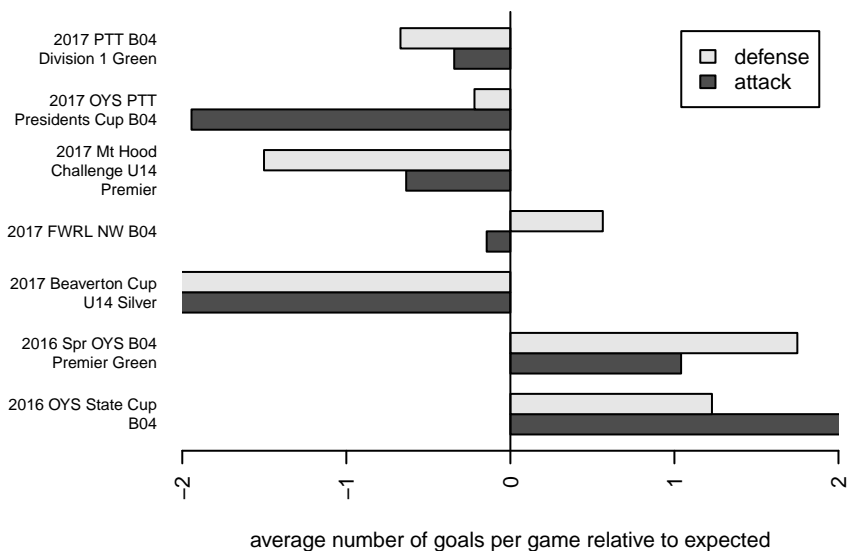 2017 PTT B04
Division 1 Green
defense
attack
2017 OYS PTT
Presidents Cup B04
2017 Mt Hood
Challenge U14
Premier
2017 FWRL NW B04
2017 Beaverton Cup
U14 Silver
2016 Spr OYS B04
Premier Green
2016 OYS State Cup
B04
−2
−1
0
1
2
average number of goals per game relative to expected